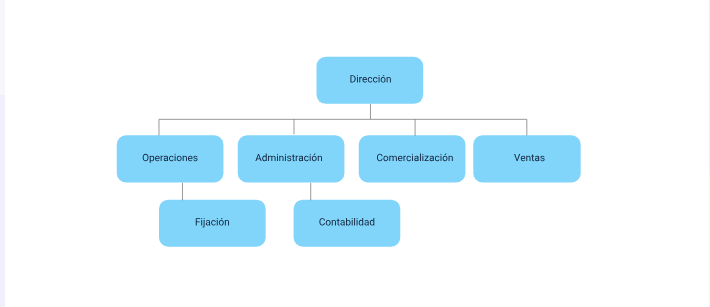 Dirección
Operaciones
Administración
Comercialización
Ventas
Fijación
Contabilidad